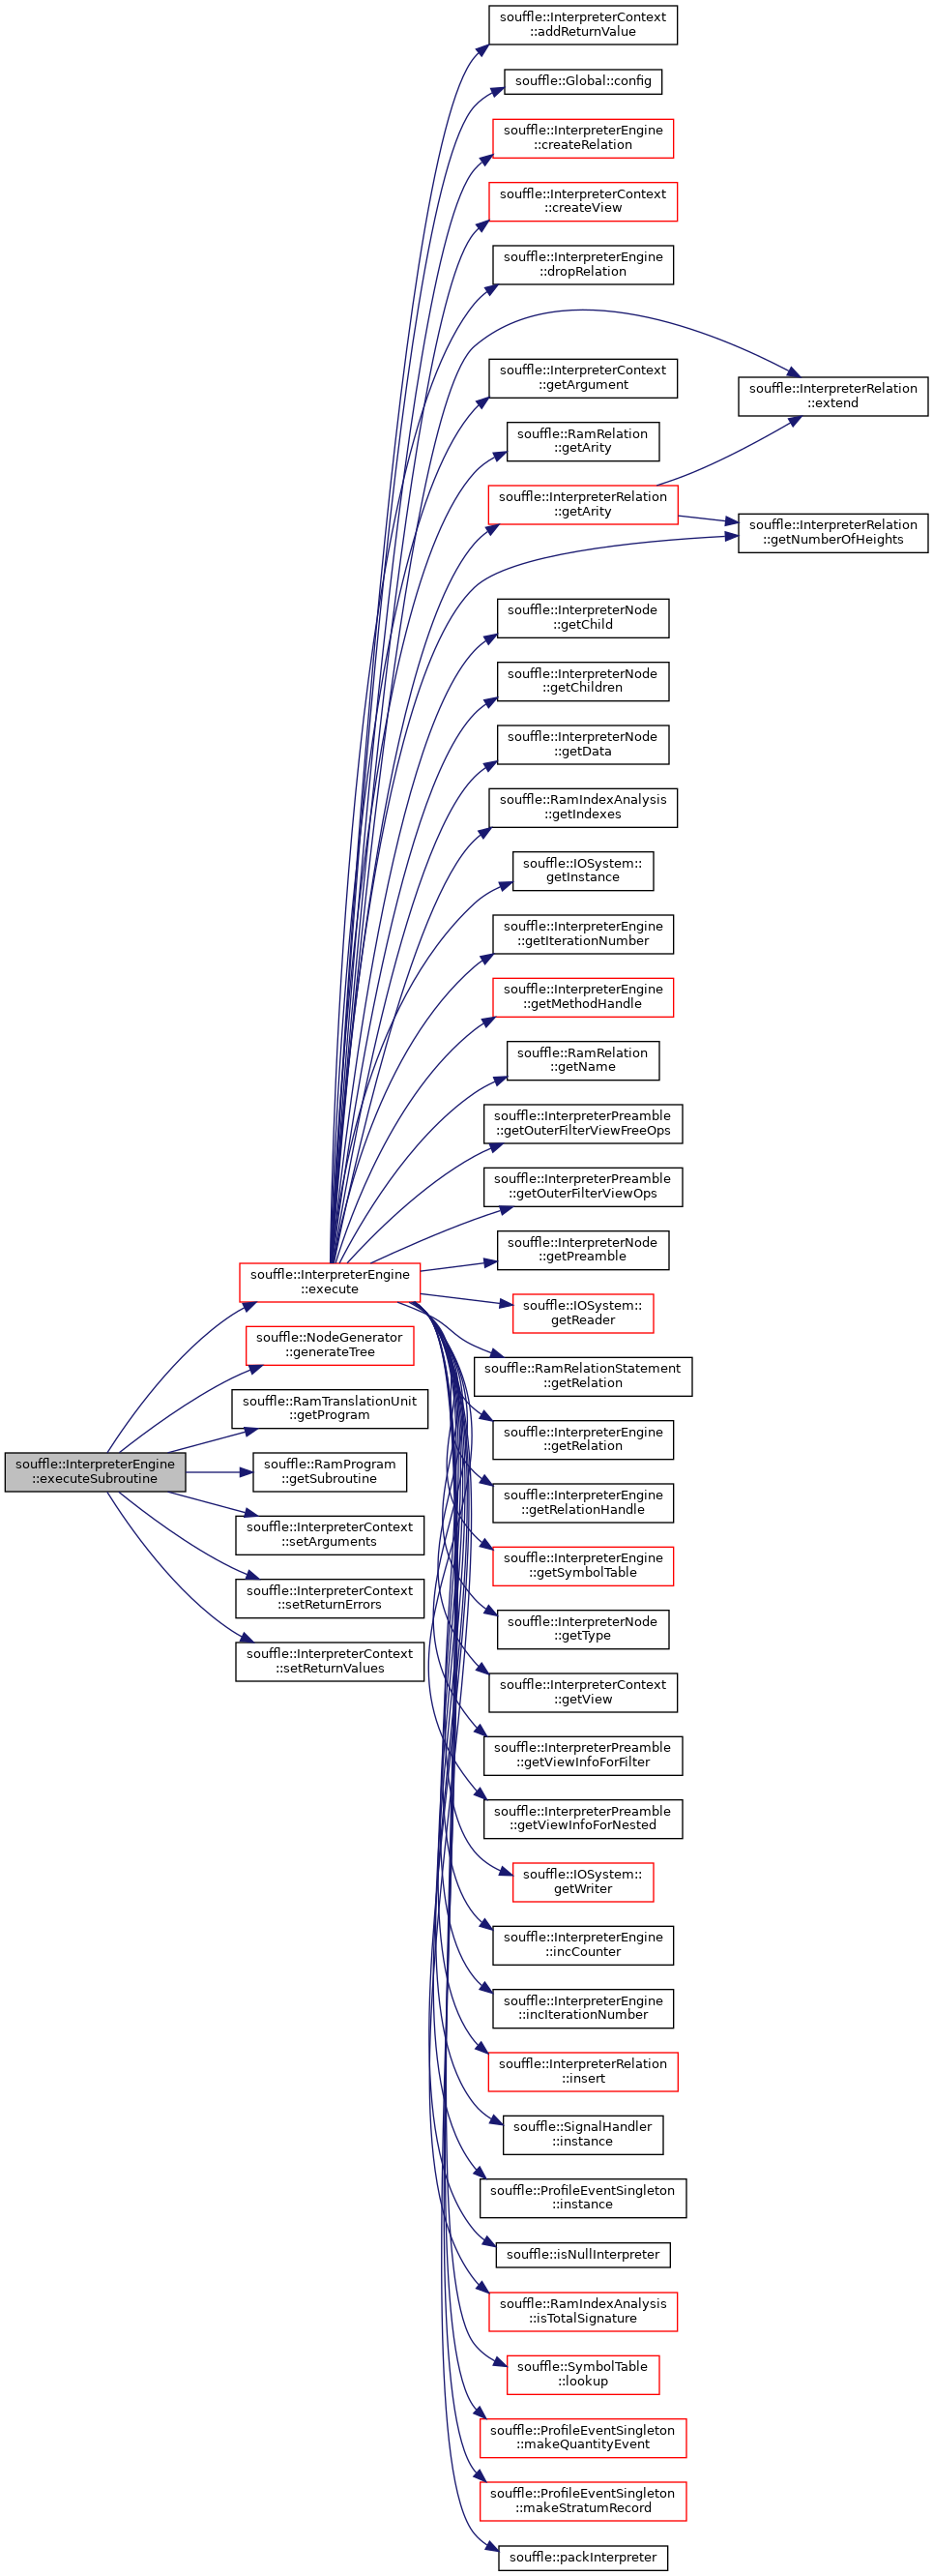 souffle::InterpreterContext
::addReturnValue
souffle::Global::config
souffle::InterpreterEngine
::createRelation
souffle::InterpreterContext
::createView
souffle::InterpreterEngine
::dropRelation
souffle::InterpreterContext
::getArgument
souffle::InterpreterRelation
::extend
souffle::RamRelation
::getArity
souffle::InterpreterRelation
::getArity
souffle::InterpreterRelation
::getNumberOfHeights
souffle::InterpreterNode
::getChild
souffle::InterpreterNode
::getChildren
souffle::InterpreterNode
::getData
souffle::RamIndexAnalysis
::getIndexes
souffle::IOSystem::
getInstance
souffle::InterpreterEngine
::getIterationNumber
souffle::InterpreterEngine
::getMethodHandle
souffle::RamRelation
::getName
souffle::InterpreterPreamble
::getOuterFilterViewFreeOps
souffle::InterpreterPreamble
::getOuterFilterViewOps
souffle::InterpreterNode
::getPreamble
souffle::InterpreterEngine
::execute
souffle::IOSystem::
getReader
souffle::NodeGenerator
::generateTree
souffle::RamRelationStatement
::getRelation
souffle::RamTranslationUnit
::getProgram
souffle::InterpreterEngine
::getRelation
souffle::InterpreterEngine
::executeSubroutine
souffle::RamProgram
::getSubroutine
souffle::InterpreterEngine
::getRelationHandle
souffle::InterpreterContext
::setArguments
souffle::InterpreterEngine
::getSymbolTable
souffle::InterpreterContext
::setReturnErrors
souffle::InterpreterNode
::getType
souffle::InterpreterContext
::setReturnValues
souffle::InterpreterContext
::getView
souffle::InterpreterPreamble
::getViewInfoForFilter
souffle::InterpreterPreamble
::getViewInfoForNested
souffle::IOSystem::
getWriter
souffle::InterpreterEngine
::incCounter
souffle::InterpreterEngine
::incIterationNumber
souffle::InterpreterRelation
::insert
souffle::SignalHandler
::instance
souffle::ProfileEventSingleton
::instance
souffle::isNullInterpreter
souffle::RamIndexAnalysis
::isTotalSignature
souffle::SymbolTable
::lookup
souffle::ProfileEventSingleton
::makeQuantityEvent
souffle::ProfileEventSingleton
::makeStratumRecord
souffle::packInterpreter